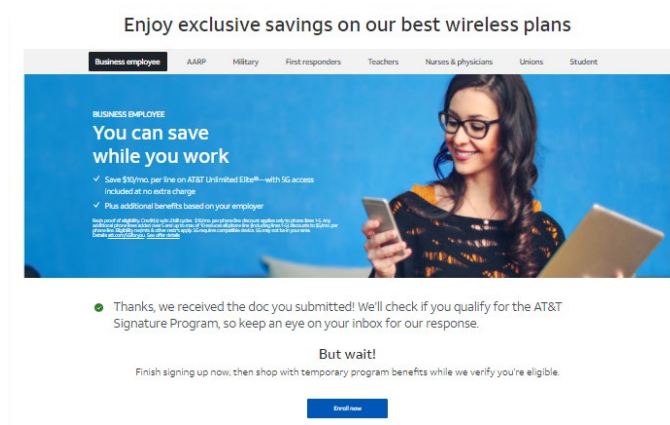 Enjoy exclusive savings on our best wireless plans
Business employee AARP Military First responders Teachers Nurses & physicians Unions Student
BUSINESS EMPLOYEE
You can save
while you work
✓ Save $10/mo. per line on AT&T Unlimited Elite®—with 5G access
included at no extra charge
✓ Plus additional benefits based on your employer
Thanks, we received the doc you submitted! We'll check if you qualify for the AT&T
Signature Program, so keep an eye on your inbox for our response.
But wait!
Finish signing up now, then shop with temporary program benefits while we verify you're eligible.
Enroll now